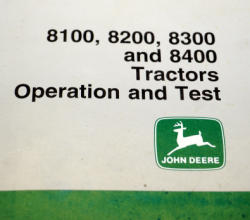 8100, 8200, 8300
and 8400
Tractors
Operation and Test
JOHN DEERE